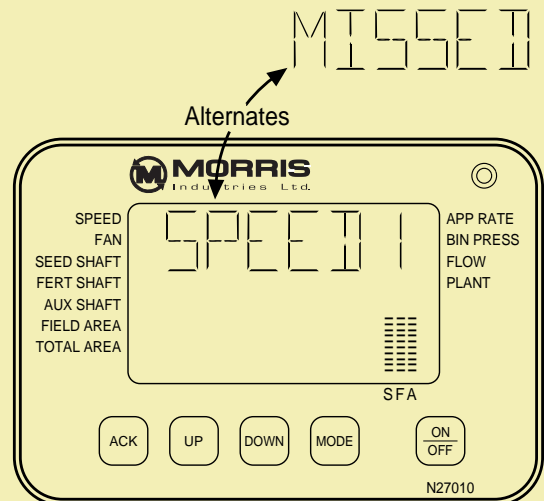 MISSED
Alternates
M MORRIS
Industries Ltd.
SPEED
FAN
SEED SHAFT
FERT SHAFT
AUX SHAFT
FIELD AREA
TOTAL AREA
SPEED 1
APP RATE
BIN PRESS
FLOW
PLANT
SFA
ACK
UP
DOWN
MODE
ON
OFF
N27010